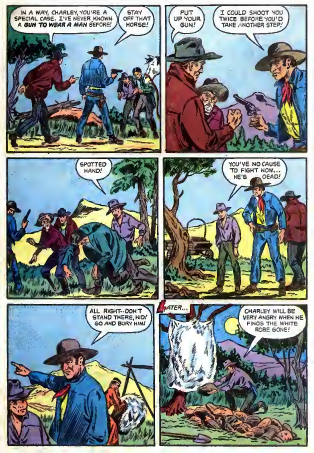 IN A WAY, CHARLEY, YOU'RE A
SPECIAL CASE. I'VE NEVER KNOWN
A GUN TO WEAR A MAN BEFORE!
STAY
OFF THAT
HORSE!
PUT
UP YOUR
GUN!
I COULD SHOOT YOU
TWICE BEFORE YOU'D
TAKE ANOTHER STEP!
SPOTTED
HAND!
YOU'VE NO CAUSE
TO FIGHT NOW...
HE'S DEAD!
ALL RIGHT--DON'T
STAND THERE, KID!
GO AND BURY HIM!
LATER...
CHARLEY WILL BE
VERY ANGRY WHEN HE
FINDS THE WHITE
ROBE GONE!